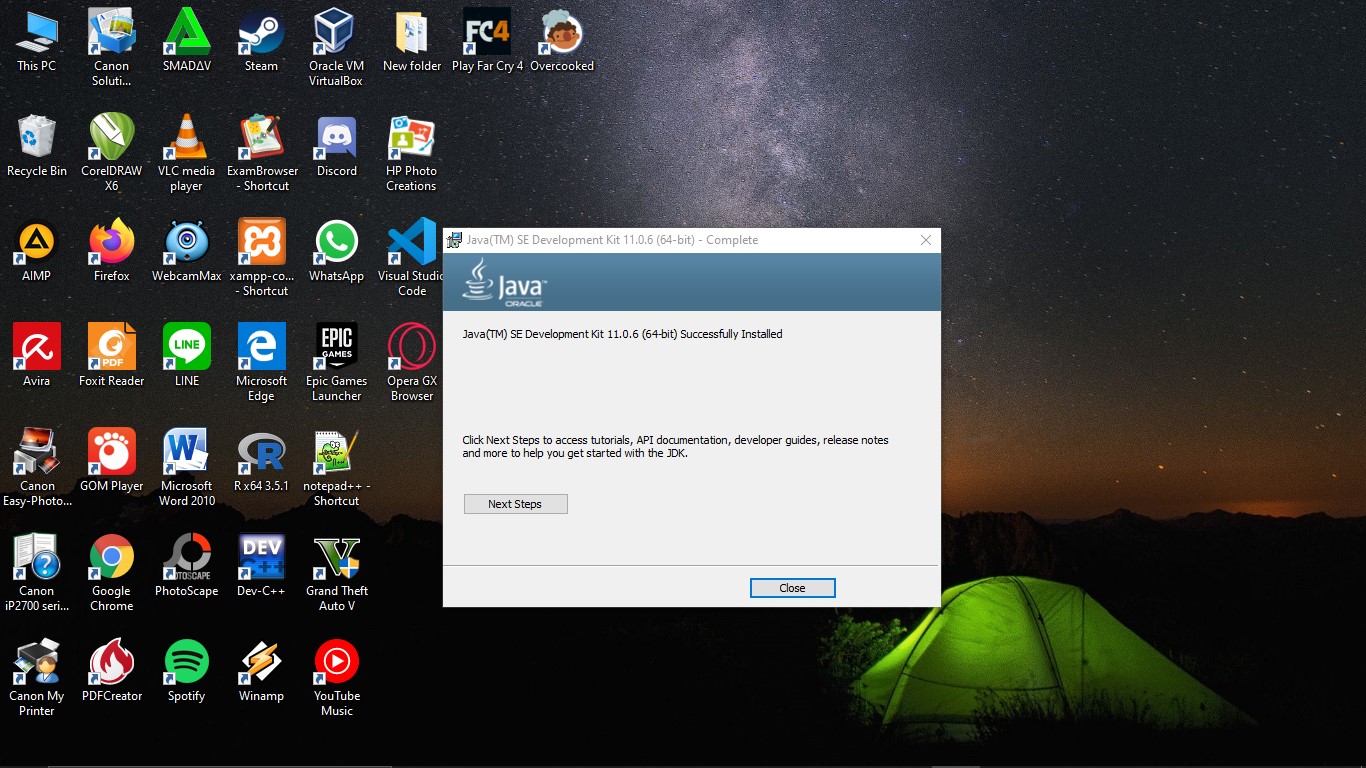 This PC
Canon
Soluti...
SMADΔV
Steam
Oracle VM
VirtualBox
New folder
FC4
Play Far Cry 4
Overcooked
Recycle Bin
CorelDRAW
X6
VLC media
player
ExamBrowser
- Shortcut
Discord
HP Photo
Creations
AIMP
Firefox
WebcamMax
xampp-co...
- Shortcut
WhatsApp
Visual Studio
Code
Avira
PDF
Foxit Reader
LINE
LINE
Microsoft
Edge
EPIC
GAMES
Epic Games
Launcher
Opera GX
Browser
Canon
Easy-Photo...
GOM Player
Microsoft
Word 2010
R x64 3.5.1
notepad++ -
Shortcut
Canon
iP2700 seri...
Google
Chrome
PHOTOSCAPE
PhotoScape
DEV
C++
Dev-C++
V
Grand Theft
Auto V
Canon My
Printer
PDFCreator
Spotify
Winamp
YouTube
Music
Java(TM) SE Development Kit 11.0.6 (64-bit) - Complete
Java™
ORACLE
Java(TM) SE Development Kit 11.0.6 (64-bit) Successfully Installed
Click Next Steps to access tutorials, API documentation, developer guides, release notes
and more to help you get started with the JDK.
Next Steps
Close